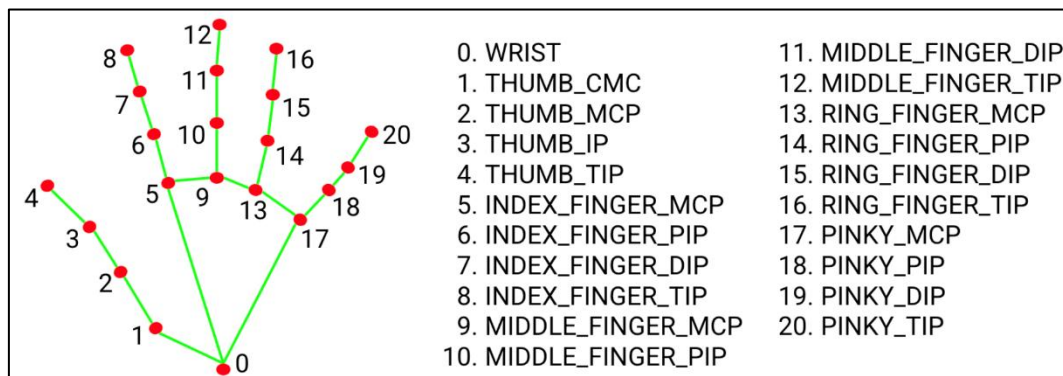 12
8
11
16
7
15
10
20
6
14
19
4
5
9
13
18
3
17
2
1
0
0. WRIST
1. THUMB_CMC
2. THUMB_MCP
3. THUMB_IP
4. THUMB_TIP
5. INDEX_FINGER_MCP
6. INDEX_FINGER_PIP
7. INDEX_FINGER_DIP
8. INDEX_FINGER_TIP
9. MIDDLE_FINGER_MCP
10. MIDDLE_FINGER_PIP
11. MIDDLE_FINGER_DIP
12. MIDDLE_FINGER_TIP
13. RING_FINGER_MCP
14. RING_FINGER_PIP
15. RING_FINGER_DIP
16. RING_FINGER_TIP
17. PINKY_MCP
18. PINKY_PIP
19. PINKY_DIP
20. PINKY_TIP